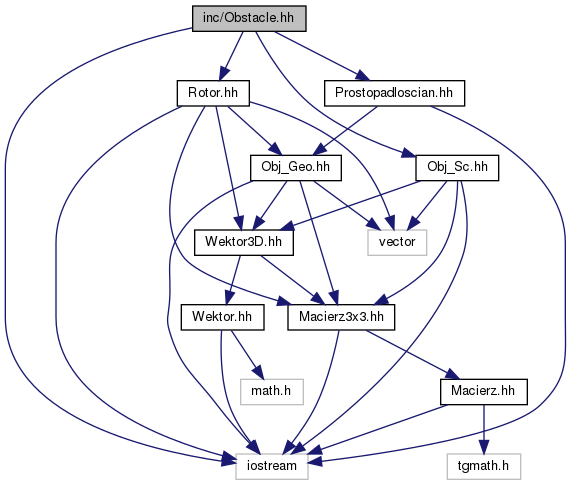 inc/Obstacle.hh
Rotor.hh
Prostopadloscian.hh
Obj_Geo.hh
Obj_Sc.hh
Wektor3D.hh
vector
Wektor.hh
Macierz3x3.hh
math.h
Macierz.hh
iostream
tgmath.h